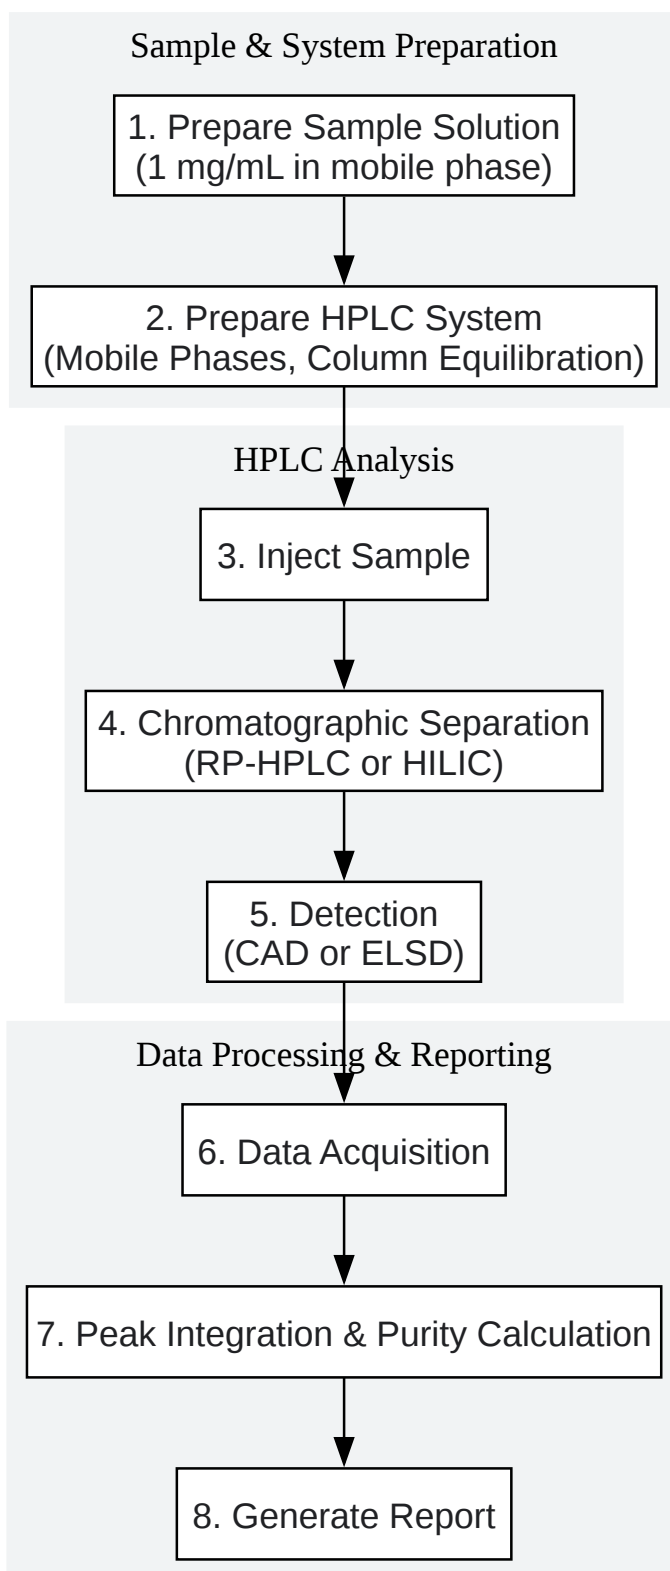 Sample & System Preparation
1. Prepare Sample Solution
(1 mg/mL in mobile phase)
2. Prepare HPLC System
(Mobile Phases, Column Equilibration)
HPLC Analysis
3. Inject Sample
4. Chromatographic Separation
(RP-HPLC or HILIC)
5. Detection
(CAD or ELSD)
Data Processing & Reporting
6. Data Acquisition
7. Peak Integration & Purity Calculation
8. Generate Report